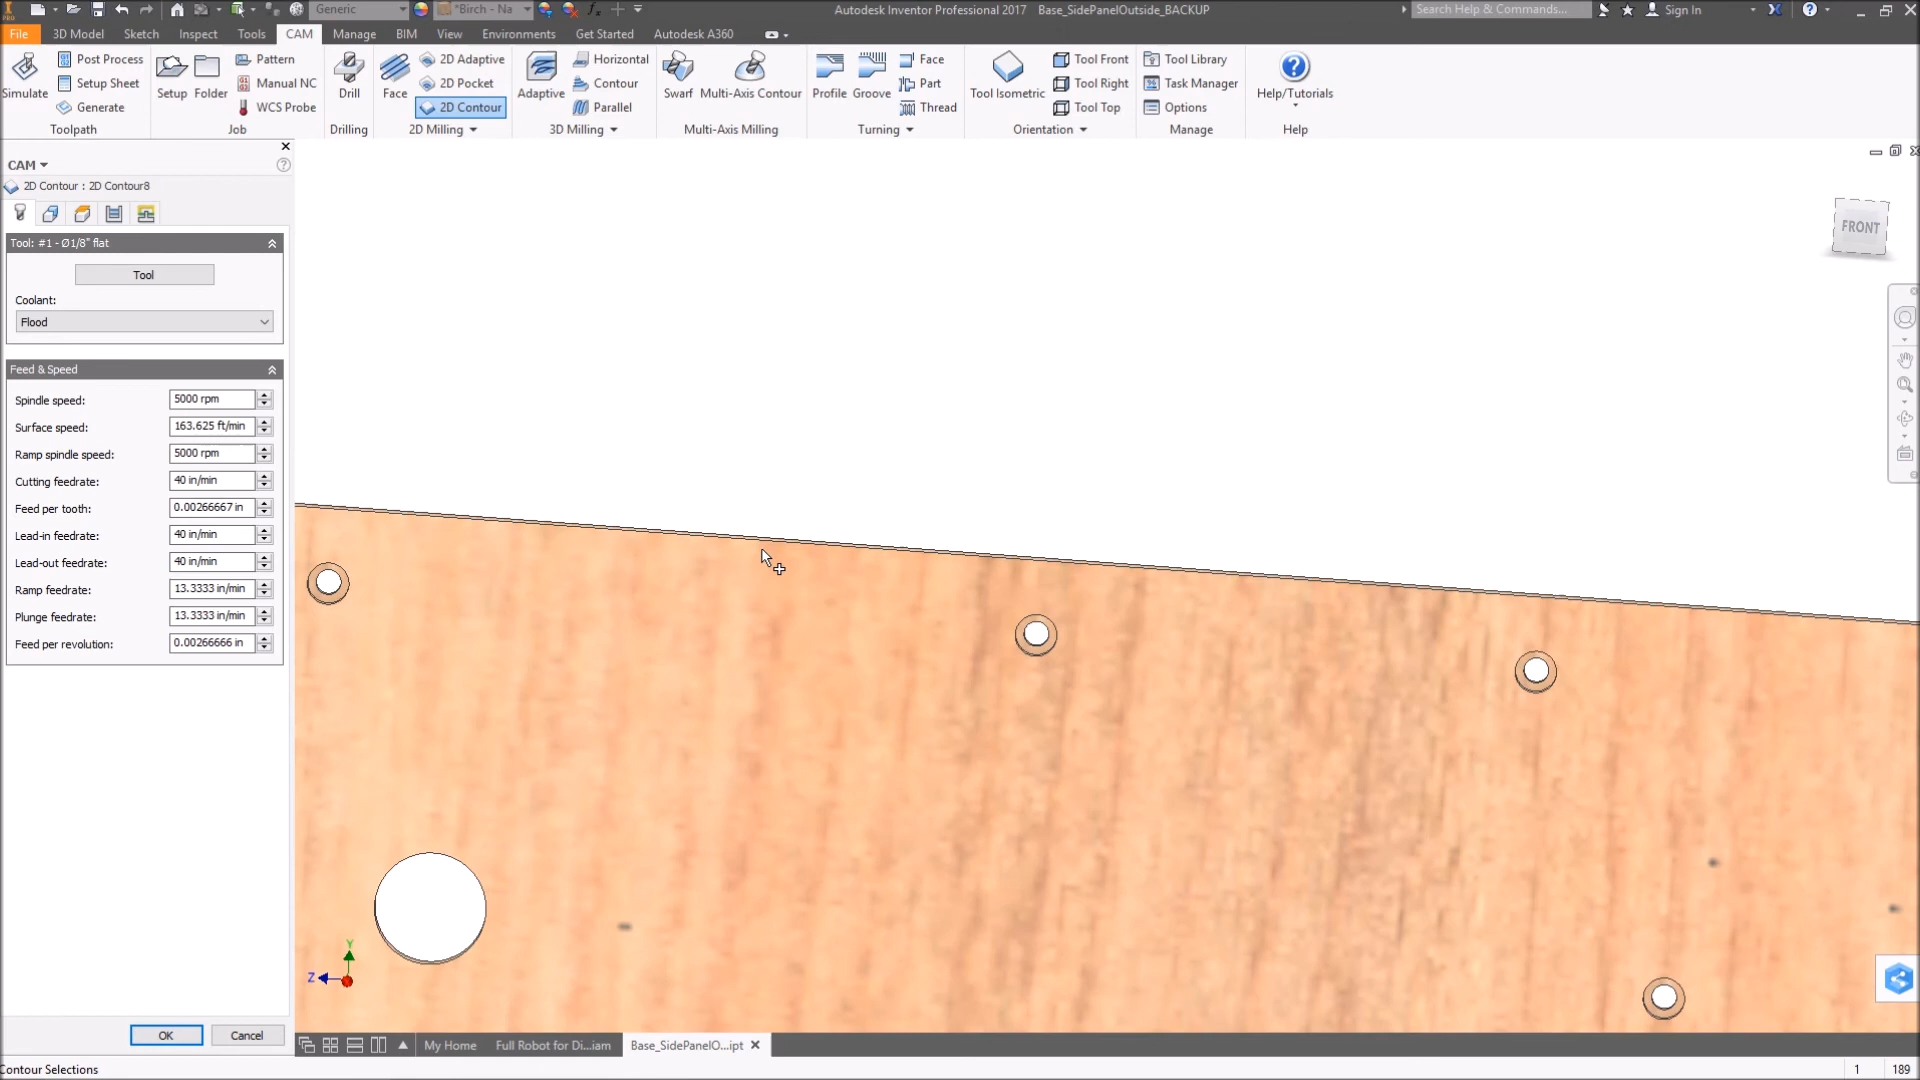 Generic
*Birch - Na
Autodesk Inventor Professional 2017 Base_SidePanelOutside_BACKUP
Search Help & Commands...
Sign In
PRO
File 3D Model Sketch Inspect Tools CAM Manage BIM View Environments Get Started Autodesk A360
Post Process Pattern 2D Adaptive Horizontal Face Tool Front Tool Library
Simulate Setup Sheet Setup Folder Manual NC Drill Face 2D Pocket Adaptive Contour Swarf Multi-Axis Contour Profile Groove Part Tool Isometric Tool Right Task Manager Help/Tutorials
Generate WCS Probe 2D Contour Parallel Thread Tool Top Options
Toolpath Job Drilling 2D Milling 3D Milling Multi-Axis Milling Turning Orientation Manage Help
CAM
2D Contour : 2D Contour8
Tool: #1 - Ø1/8" flat
Tool
Coolant:
Flood
Feed & Speed
Spindle speed: 5000 rpm
Surface speed: 163.625 ft/min
Ramp spindle speed: 5000 rpm
Cutting feedrate: 40 in/min
Feed per tooth: 0.00266667 in
Lead-in feedrate: 40 in/min
Lead-out feedrate: 40 in/min
Ramp feedrate: 13.3333 in/min
Plunge feedrate: 13.3333 in/min
Feed per revolution: 0.00266666 in
FRONT
Y
Z
OK Cancel
My Home Full Robot for Di...iam Base_SidePanelO...ipt
Contour Selections
1 189